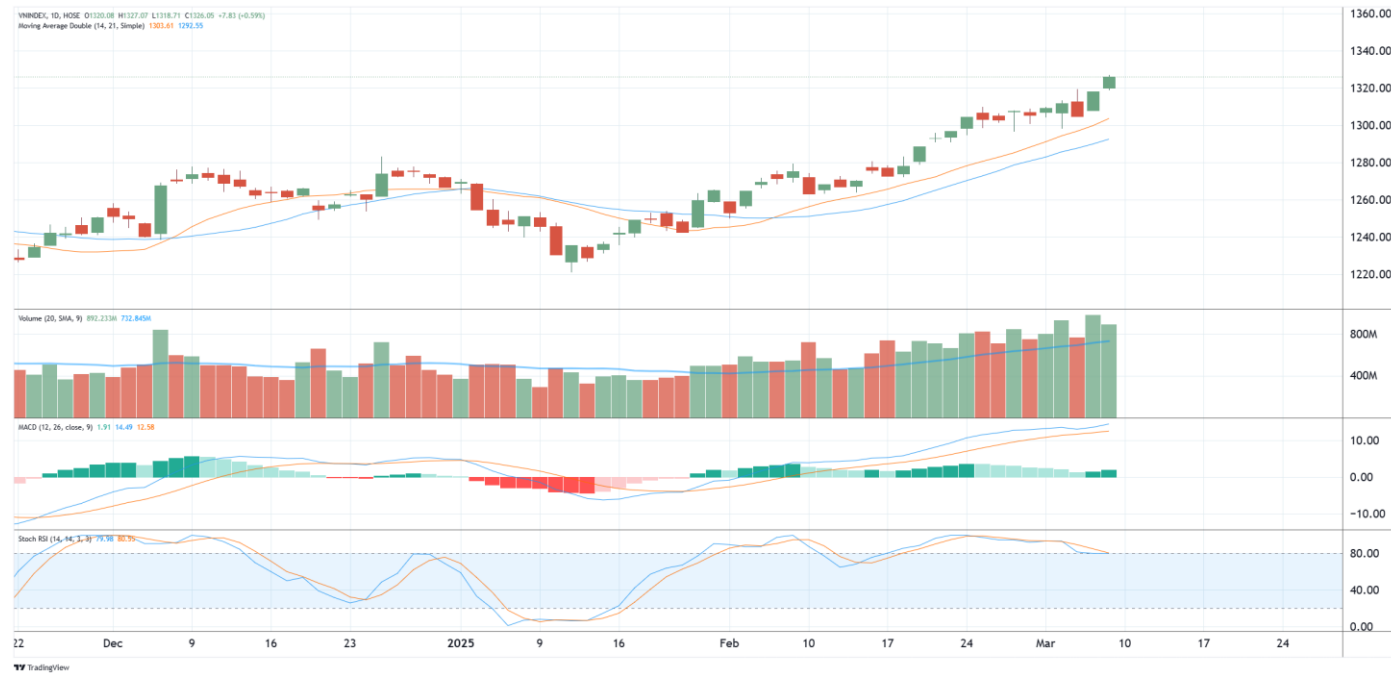 VNINDEX, 1D, HOSE O1320.08 H1327.07 L1318.71 C1326.05 +7.83 (+0.59%)
Moving Average Double (14, 21, Simple) 1303.61 1292.55
1360.00
1340.00
1320.00
1300.00
1280.00
1260.00
1240.00
1220.00
Volume (20, SMA, 9) 892.233M 732.845M
800M
400M
MACD (12, 26, close, 9) 1.91 14.49 12.58
10.00
0.00
−10.00
Stoch RSI (14, 14, 3, 3) 79.98 80.95
80.00
40.00
0.00
22 Dec 9 16 23 2025 9 16 Feb 10 17 24 Mar 10 17 24
TradingView